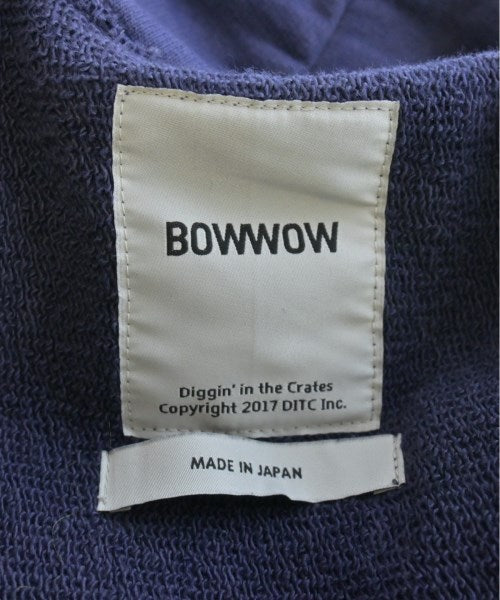 BOWWOW
Diggin' in the Crates
Copyright 2017 DITC Inc.
MADE IN JAPAN